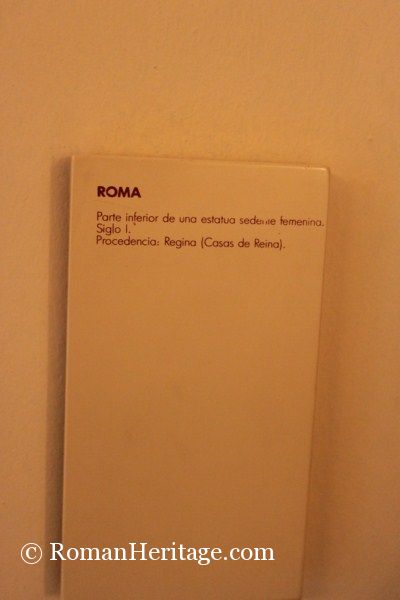 ROMA
Parte inferior de una estatua sedente femenina.
Siglo I.
Procedencia: Regina (Casas de Reina).
© RomanHeritage.com